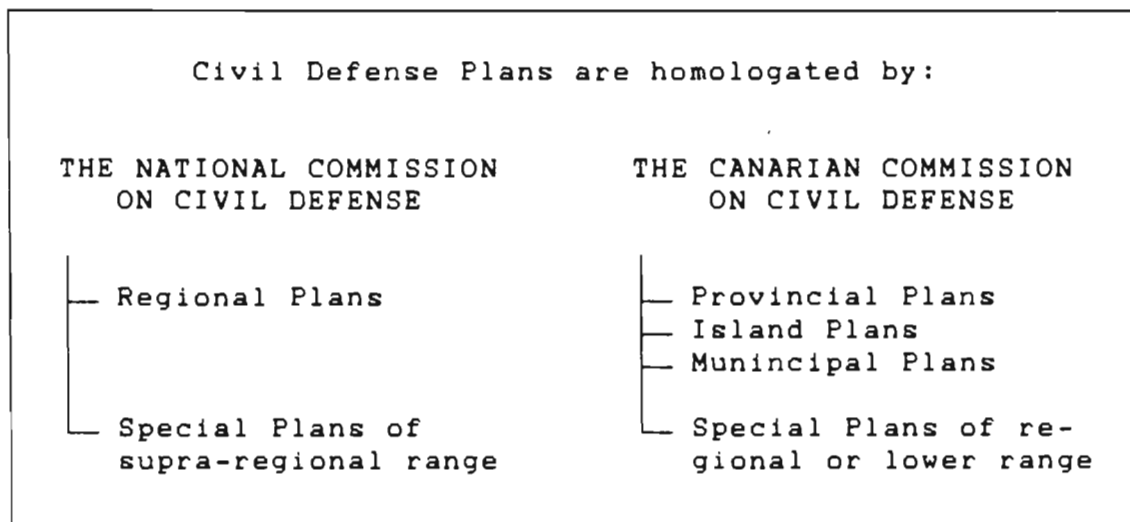 Civil Defense Plans are homologated by:
THE NATIONAL COMMISSION
ON CIVIL DEFENSE
Regional Plans
Special Plans of
supra-regional range
THE CANARIAN COMMISSION
ON CIVIL DEFENSE
Provincial Plans
Island Plans
Munincipal Plans
Special Plans of re-
gional or lower range